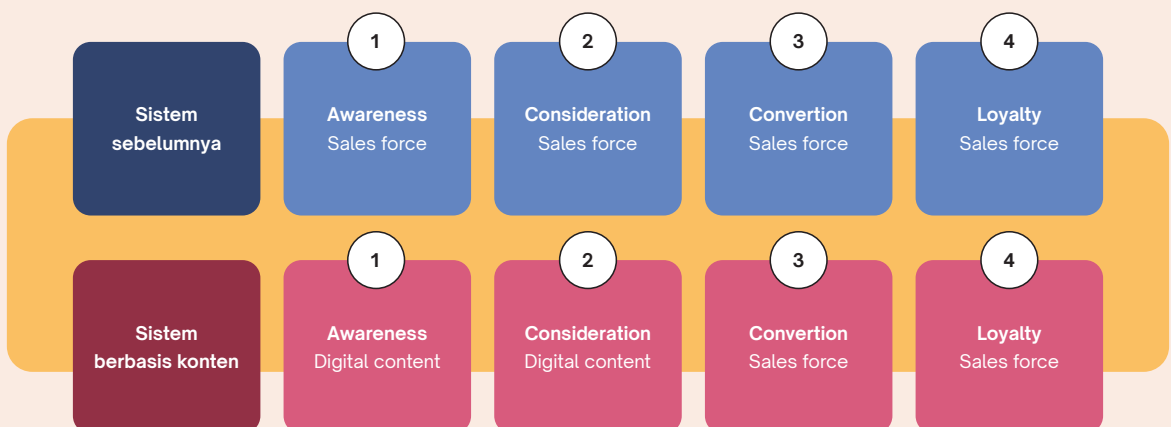 1
2
3
4
Sistem
sebelumnya
Awareness
Sales force
Consideration
Sales force
Convertion
Sales force
Loyalty
Sales force
1
2
3
4
Sistem
berbasis konten
Awareness
Digital content
Consideration
Digital content
Convertion
Sales force
Loyalty
Sales force